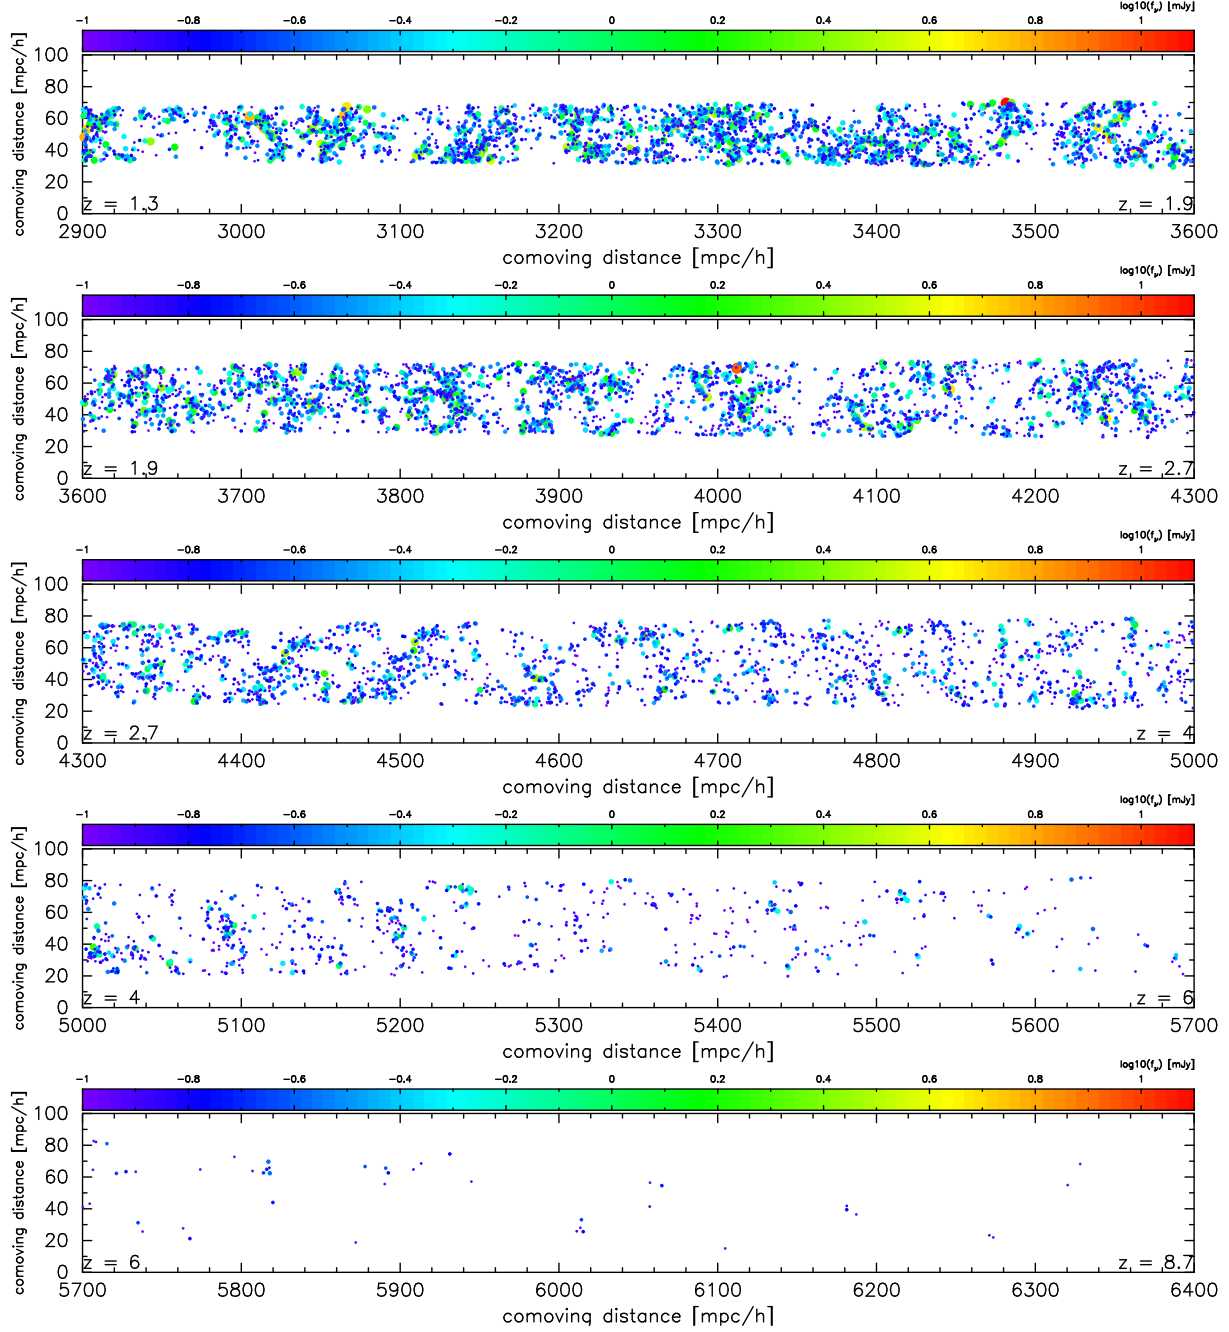 log10(fν) [mJy]
-1 -0.8 -0.6 -0.4 0 0.2 0.4 0.6 0.8 1
comoving distance [mpc/h]
100
80
60
40
20
0
z = 1.3 z = 1.9
2900 3000 3100 3200 3300 3400 3500 3600
comoving distance [mpc/h]
log10(fν) [mJy]
-1 -0.8 -0.6 -0.4 0 0.2 0.4 0.6 0.8 1
comoving distance [mpc/h]
100
80
60
40
20
0
z = 1.9 z = 2.7
3600 3700 3800 3900 4000 4100 4200 4300
comoving distance [mpc/h]
log10(fν) [mJy]
-1 -0.8 -0.6 -0.4 0 0.2 0.4 0.6 0.8 1
comoving distance [mpc/h]
100
80
60
40
20
0
z = 2.7 z = 4
4300 4400 4500 4600 4700 4800 4900 5000
comoving distance [mpc/h]
log10(fν) [mJy]
-1 -0.8 -0.6 -0.4 0 0.2 0.4 0.6 0.8 1
comoving distance [mpc/h]
100
80
60
40
20
0
z = 4 z = 6
5000 5100 5200 5300 5400 5500 5600 5700
comoving distance [mpc/h]
log10(fν) [mJy]
-1 -0.8 -0.6 -0.4 0 0.2 0.4 0.6 0.8 1
comoving distance [mpc/h]
100
80
60
40
20
0
z = 6 z = 8.7
5700 5800 5900 6000 6100 6200 6300 6400
comoving distance [mpc/h]